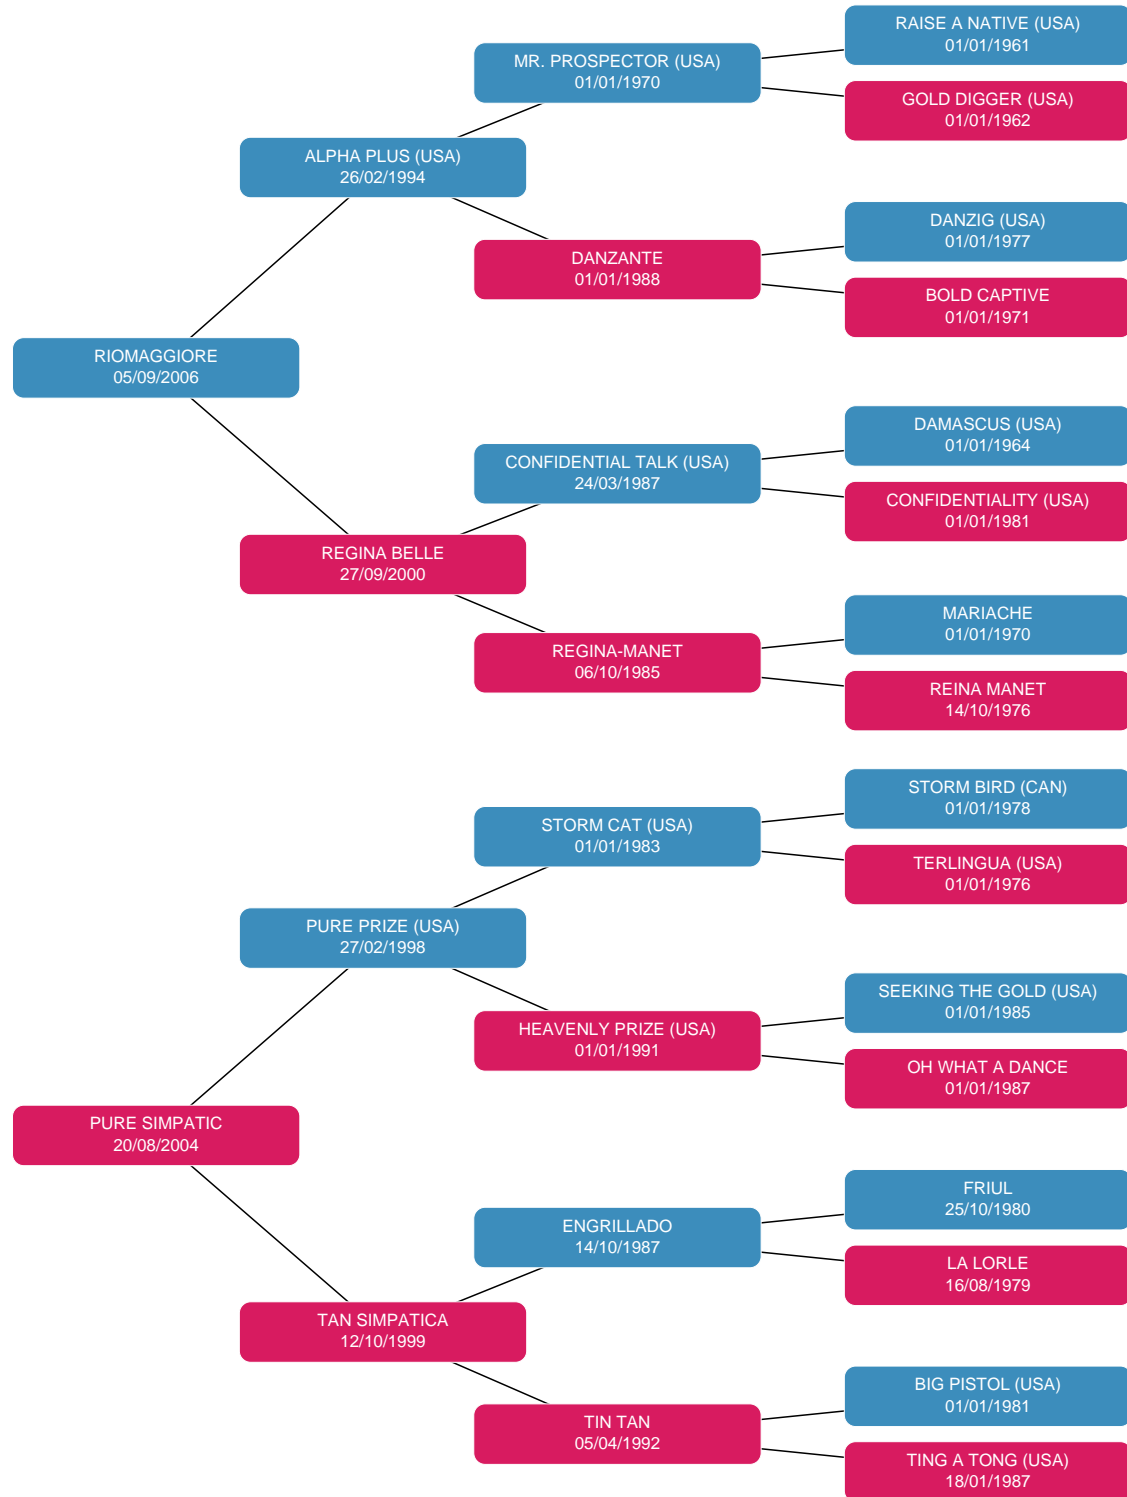 RAISE A NATIVE (USA)
01/01/1961
MR. PROSPECTOR (USA)
01/01/1970
GOLD DIGGER (USA)
01/01/1962
ALPHA PLUS (USA)
26/02/1994
DANZIG (USA)
01/01/1977
DANZANTE
01/01/1988
BOLD CAPTIVE
01/01/1971
RIOMAGGIORE
05/09/2006
DAMASCUS (USA)
01/01/1964
CONFIDENTIAL TALK (USA)
24/03/1987
CONFIDENTIALITY (USA)
01/01/1981
REGINA BELLE
27/09/2000
MARIACHE
01/01/1970
REGINA-MANET
06/10/1985
REINA MANET
14/10/1976
STORM BIRD (CAN)
01/01/1978
STORM CAT (USA)
01/01/1983
TERLINGUA (USA)
01/01/1976
PURE PRIZE (USA)
27/02/1998
SEEKING THE GOLD (USA)
01/01/1985
HEAVENLY PRIZE (USA)
01/01/1991
OH WHAT A DANCE
01/01/1987
PURE SIMPATIC
20/08/2004
FRIUL
25/10/1980
ENGRILLADO
14/10/1987
LA LORLE
16/08/1979
TAN SIMPATICA
12/10/1999
BIG PISTOL (USA)
01/01/1981
TIN TAN
05/04/1992
TING A TONG (USA)
18/01/1987